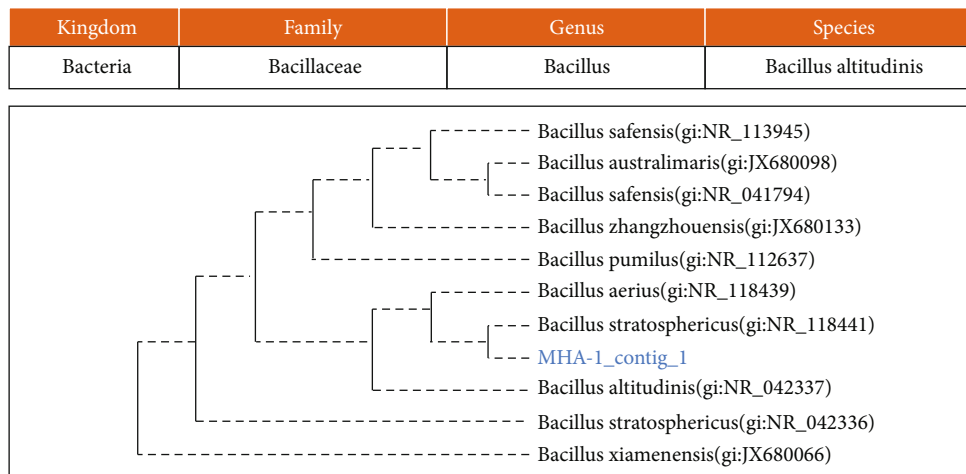 Kingdom Family Genus Species
Bacteria Bacillaceae Bacillus Bacillus altitudinis
Bacillus safensis(gi:NR_113945)
Bacillus australimaris(gi:JX680098)
Bacillus safensis(gi:NR_041794)
Bacillus zhangzhouensis(gi:JX680133)
Bacillus pumilus(gi:NR_112637)
Bacillus aerius(gi:NR_118439)
Bacillus stratosphericus(gi:NR_118441)
MHA-1_contig_1
Bacillus altitudinis(gi:NR_042337)
Bacillus stratosphericus(gi:NR_042336)
Bacillus xiamenensis(gi:JX680066)